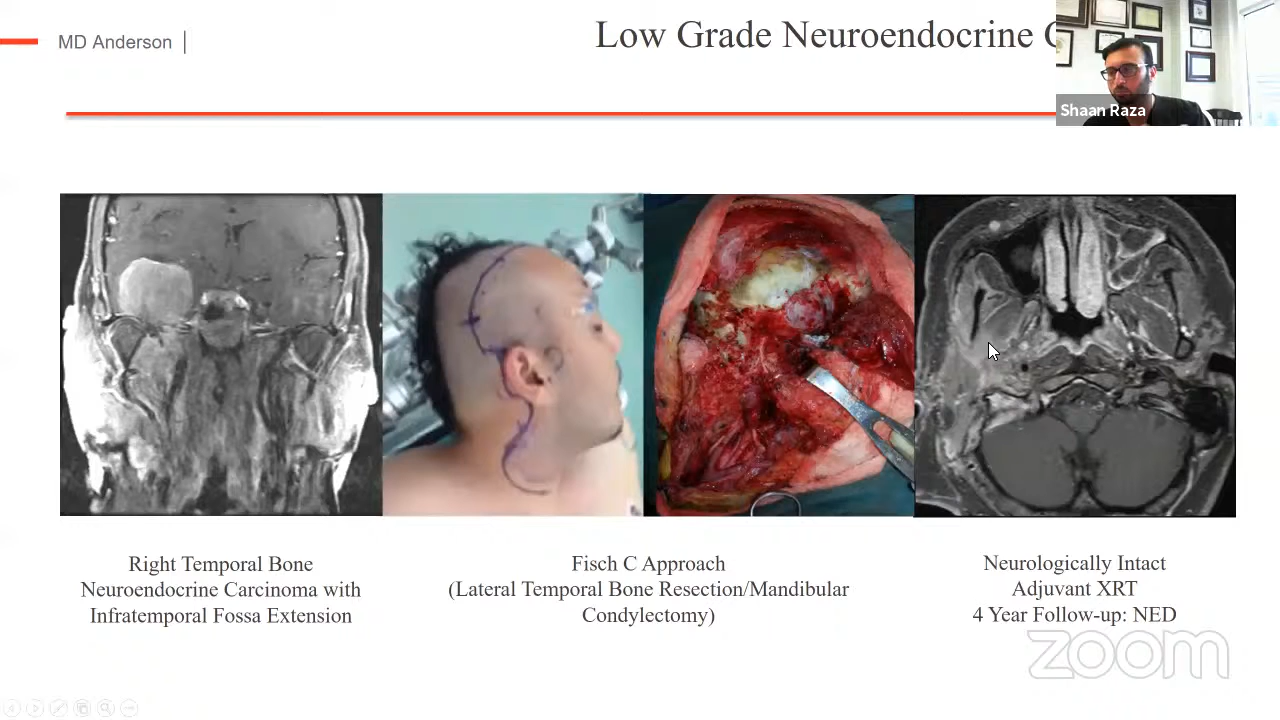 MD Anderson
Low Grade Neuroendocrine
Shaan Raza
Right Temporal Bone
Neuroendocrine Carcinoma with
Infratemporal Fossa Extension
Fisch C Approach
(Lateral Temporal Bone Resection/Mandibular
Condylectomy)
Neurologically Intact
Adjuvant XRT
4 Year Follow-up: NED
zoom